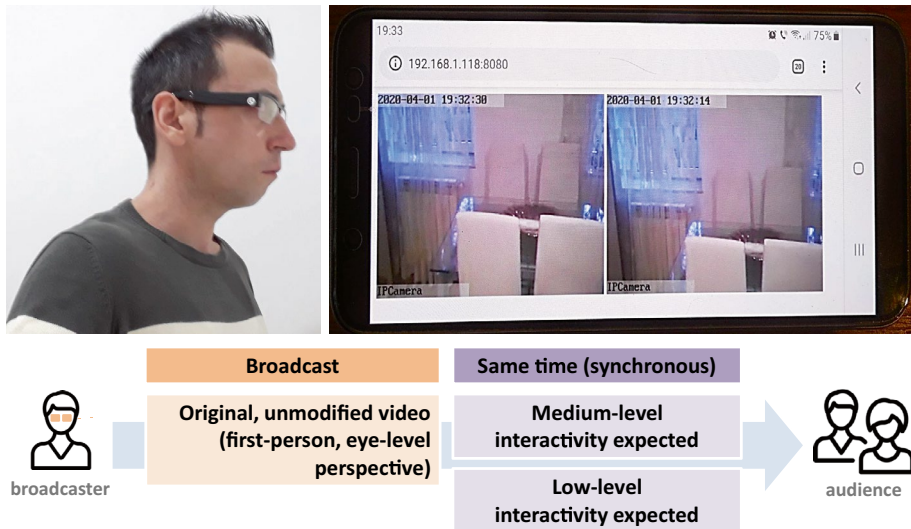 19:33
75%
192.168.1.118:8080
20
2020-04-01 19:32:30
2020-04-01 19:32:14
IPCamera
IPCamera
Broadcast
Same time (synchronous)
Original, unmodified video
(first-person, eye-level
perspective)
Medium-level
interactivity expected
Low-level
interactivity expected
broadcaster
audience